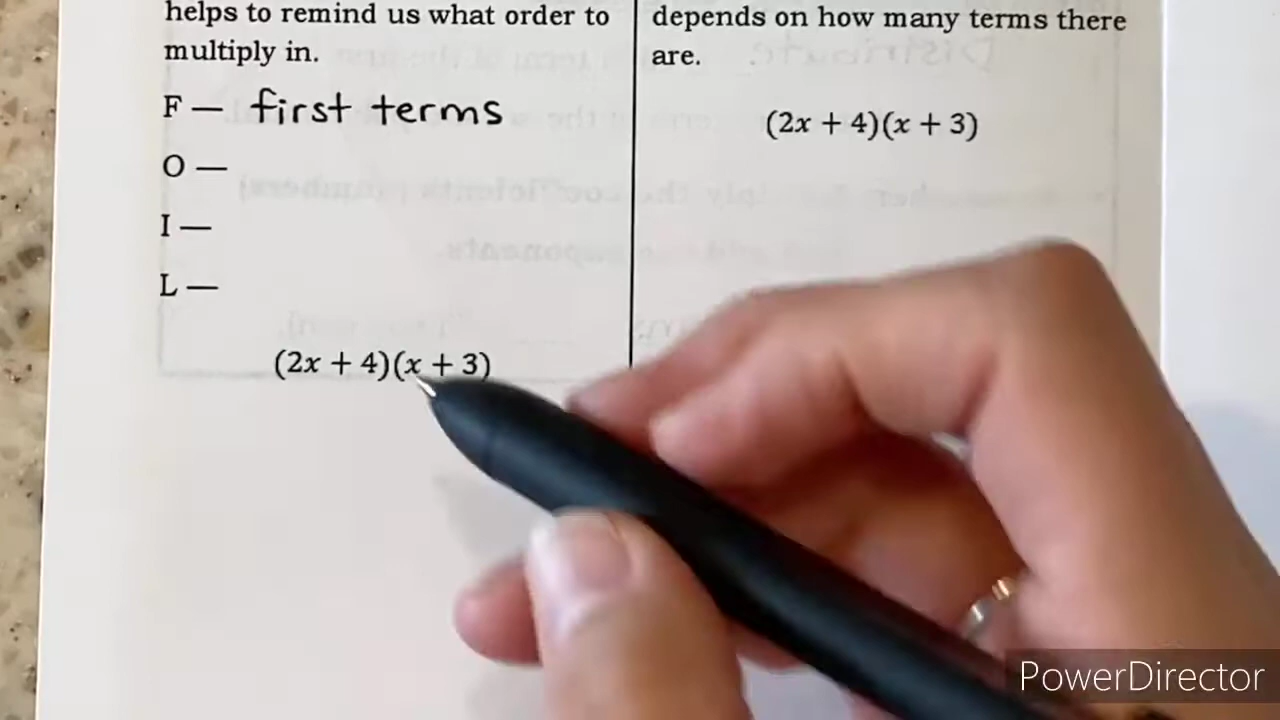 helps to remind us what order to
multiply in.
F — first terms
O —
I —
L —
(2x + 4)(x + 3)
depends on how many terms there
are.
(2x + 4)(x + 3)
PowerDirector